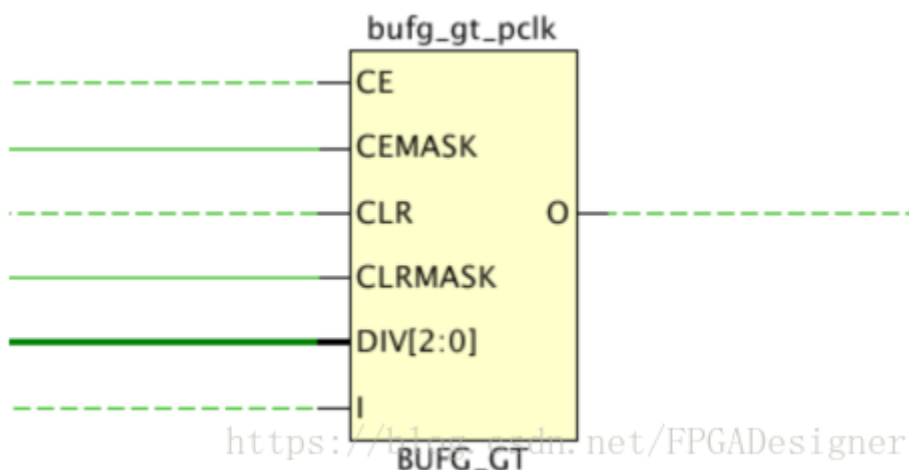 bufg_gt_pclk
CE
CEMASK
CLR
O
CLRMASK
DIV[2:0]
I
https://blog.csdn.net/FPGADesigner
BUFG_GT